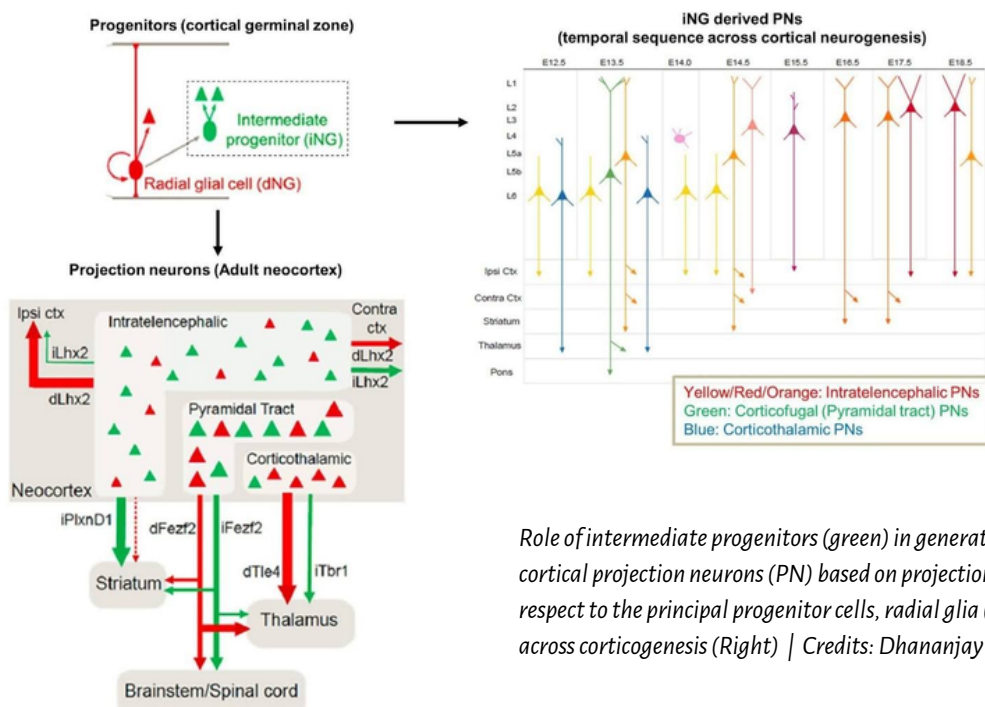 Progenitors (cortical germinal zone)
Intermediate
progenitor (iNG)
Radial glial cell (dNG)
iNG derived PNs
(temporal sequence across cortical neurogenesis)
E12.5 E13.5 E14.0 E14.5 E15.5 E16.5 E17.5 E18.5
L1
L2
L3
L4
L5a
L5b
L6
Ipsi Ctx
Contra Ctx
Striatum
Thalamus
Pons
Yellow/Red/Orange: Intratelencephalic PNs
Green: Corticofugal (Pyramidal tract) PNs
Blue: Corticothalamic PNs
Projection neurons (Adult neocortex)
Ipsi ctx
Intratelencephalic
Contra
ctx
iLhx2
dLhx2
dLhx2
iLhx2
Pyramidal Tract
Corticothalamic
Neocortex
iPlxnD1
dFezf2
iFezf2
dTle4
iTbr1
Striatum
Thalamus
Brainstem/Spinal cord
Role of intermediate progenitors (green) in generat
cortical projection neurons (PN) based on projection
respect to the principal progenitor cells, radial glia (
across corticogenesis (Right) | Credits: Dhananjay